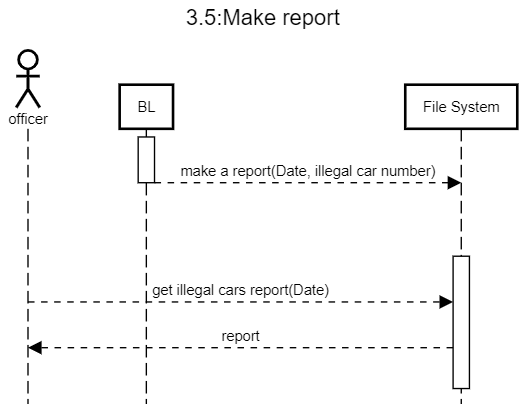 3.5:Make report
officer
BL
File System
make a report(Date, illegal car number)
get illegal cars report(Date)
report